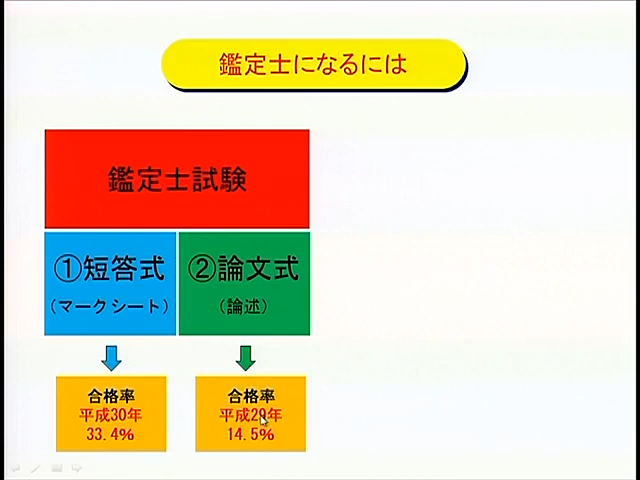 鑑定士になるには
鑑定士試験
①短答式
(マークシート)
②論文式
(論述)
合格率
平成30年
33.4%
合格率
平成29年
14.5%